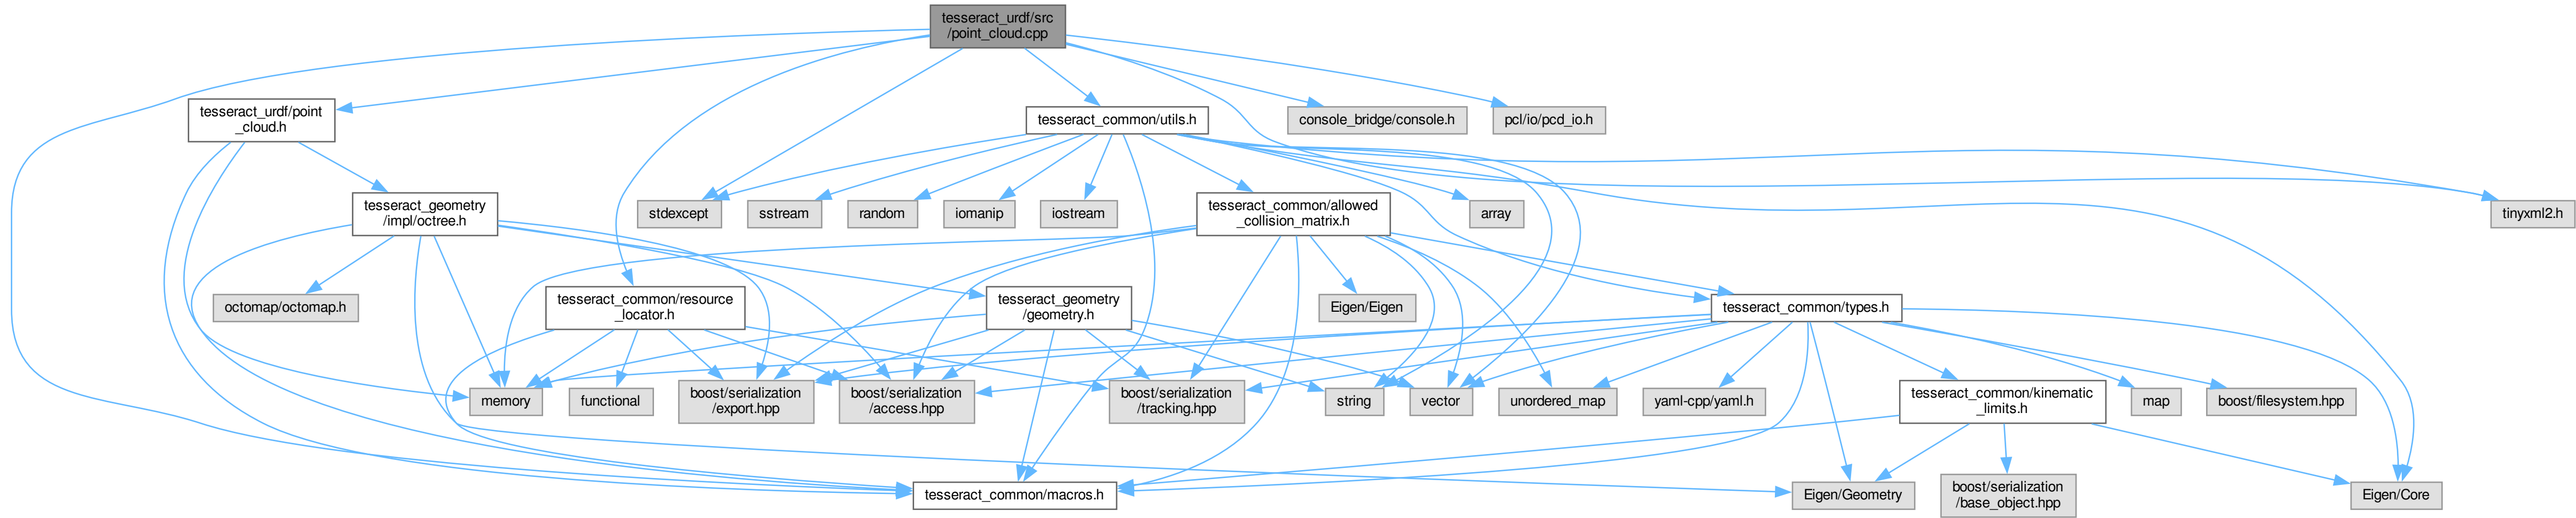 tesseract_urdf/src
/point_cloud.cpp
tesseract_urdf/point
_cloud.h
tesseract_common/utils.h
console_bridge/console.h
pcl/io/pcd_io.h
tesseract_geometry
/impl/octree.h
stdexcept
sstream
random
iomanip
iostream
tesseract_common/allowed
_collision_matrix.h
array
tinyxml2.h
octomap/octomap.h
tesseract_common/resource
_locator.h
tesseract_geometry
/geometry.h
Eigen/Eigen
tesseract_common/types.h
memory
functional
boost/serialization
/export.hpp
boost/serialization
/access.hpp
boost/serialization
/tracking.hpp
string
vector
unordered_map
yaml-cpp/yaml.h
tesseract_common/kinematic
_limits.h
map
boost/filesystem.hpp
tesseract_common/macros.h
Eigen/Geometry
boost/serialization
/base_object.hpp
Eigen/Core